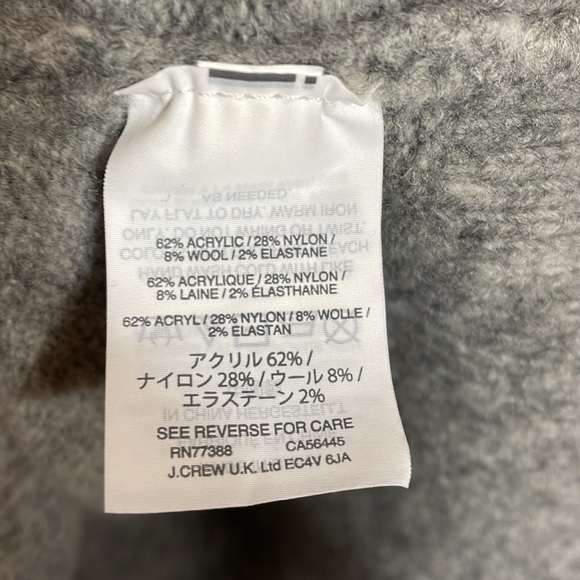 62% ACRYLIC / 28% NYLON /
8% WOOL / 2% ELASTANE
62% ACRYLIQUE / 28% NYLON /
8% LAINE / 2% ÉLASTHANNE
62% ACRYL / 28% NYLON / 8% WOLLE /
2% ELASTAN
アクリル 62% /
ナイロン 28% / ウール 8% /
エラステーン 2%
SEE REVERSE FOR CARE
RN77388 CA56445
J.CREW U.K. Ltd EC4V 6JA